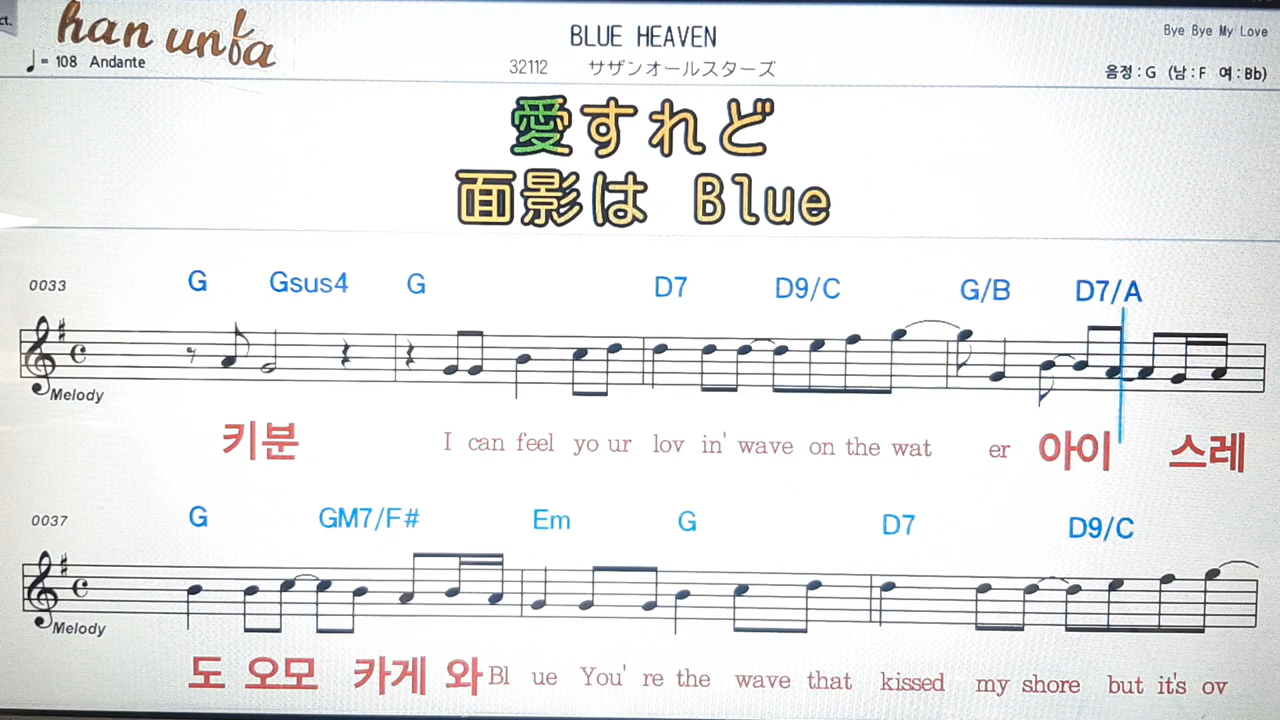 ct.
han unfa
♩= 108 Andante
BLUE HEAVEN
32112 サザンオールスターズ
Bye Bye My Love
음정 : G (남 : F 여 : Bb)
愛すれど
面影は Blue
0033 G Gsus4 G D7 D9/C G/B D7/A
Melody
키분 I can feel yo ur lov in' wave on the wat er 아이 스레
0037 G GM7/F# Em G D7 D9/C
Melody
도 오모 카게 와 Bl ue You' re the wave that kissed my shore but it's ov